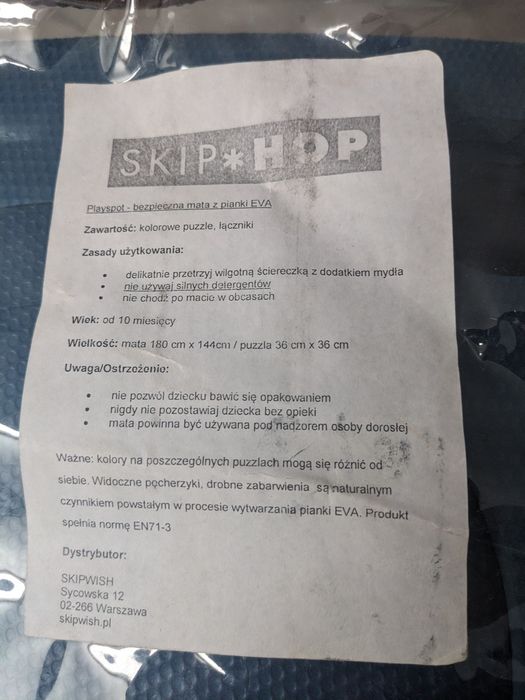 SKIP*HOP
Playspot - bezpieczna mata z pianki EVA
Zawartość: kolorowe puzzle, łączniki
Zasady użytkowania:
• delikatnie przetrzyj wilgotną ściereczką z dodatkiem mydła
• nie używaj silnych detergentów
• nie chodź po macie w obcasach
Wiek: od 10 miesięcy
Wielkość: mata 180 cm x 144cm / puzzla 36 cm x 36 cm
Uwaga/Ostrzeżenie:
• nie pozwól dziecku bawić się opakowaniem
• nigdy nie pozostawiaj dziecka bez opieki
• mata powinna być używana pod nadzorem osoby dorosłej
Ważne: kolory na poszczególnych puzzlach mogą się różnić od
siebie. Widoczne pęcherzyki, drobne zabarwienia są naturalnym
czynnikiem powstałym w procesie wytwarzania pianki EVA. Produkt
spełnia normę EN71-3
Dystrybutor:
SKIPWISH
Sycowska 12
02-266 Warszawa
skipwish.pl